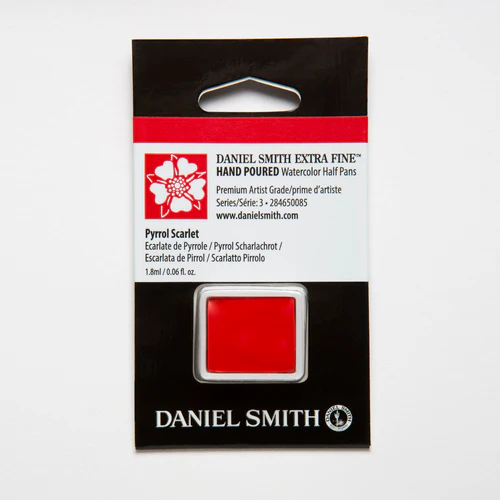 DANIEL SMITH EXTRA FINE™
HAND POURED Watercolor Half Pans
Premium Artist Grade/prime d'artiste
Series/Série: 3 • 284650085
www.danielsmith.com
Pyrrol Scarlet
Ecarlate de Pyrrole / Pyrrol Scharlachrot /
Escarlata de Pirrol / Scarlatto Pirrolo
1.8ml / 0.06 fl. oz.
DANIEL SMITH